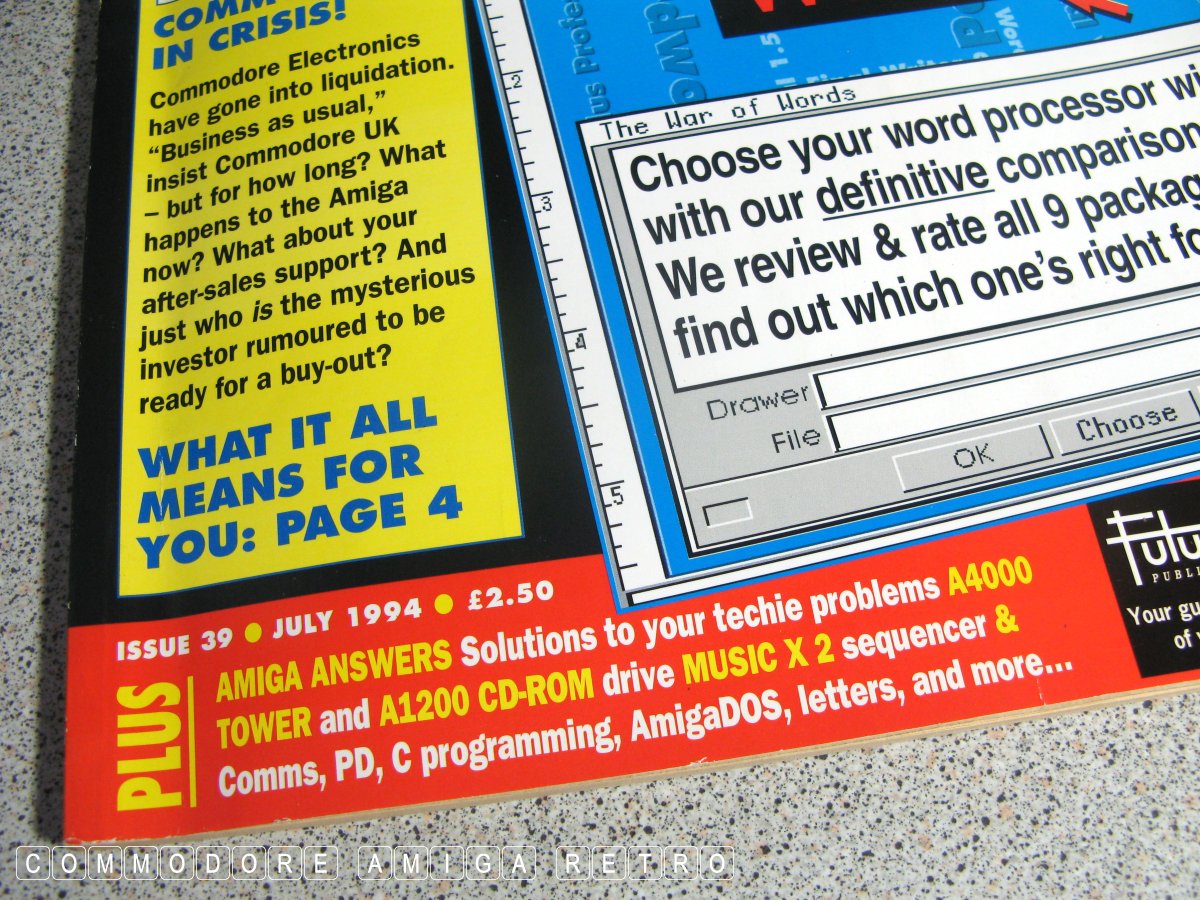 COMM
IN CRISIS!
Commodore Electronics
have gone into liquidation.
“Business as usual,”
insist Commodore UK
– but for how long? What
happens to the Amiga
now? What about your
after-sales support? And
just who is the mysterious
investor rumoured to be
ready for a buy-out?
WHAT IT ALL
MEANS FOR
YOU: PAGE 4
2
3
4
5
The War of Words
Choose your word processor wi
with our definitive comparison
We review & rate all 9 packag
find out which one’s right fo
Drawer
File
OK
Choose
ISSUE 39 • JULY 1994 • £2.50
PLUS
AMIGA ANSWERS Solutions to your techie problems A4000
TOWER and A1200 CD-ROM drive MUSIC X 2 sequencer &
Comms, PD, C programming, AmigaDOS, letters, and more...
Futu
PUBLI
Your gu
of
COMMODORE AMIGA RETRO